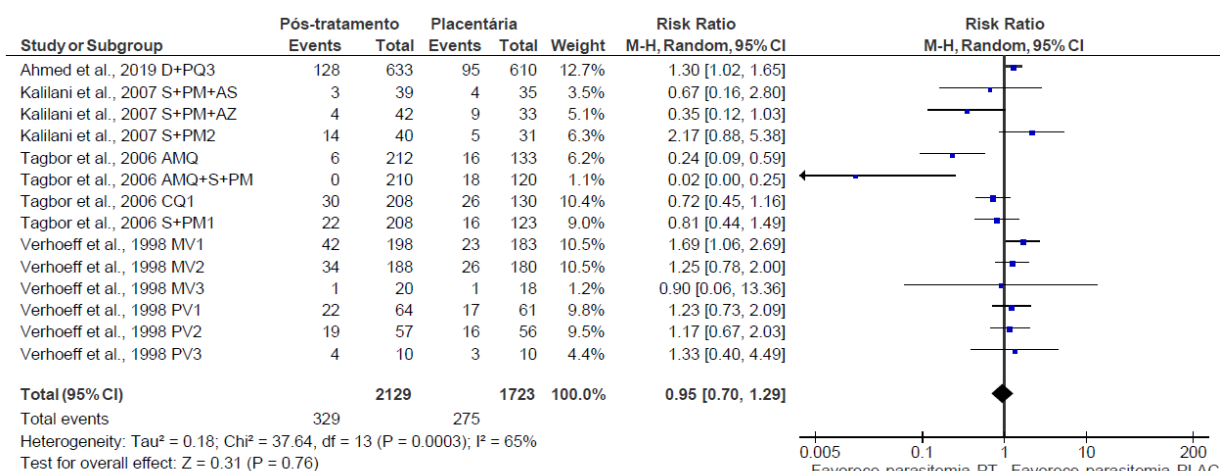 Pós-tratamento Placentária Risk Ratio Risk Ratio
Study or Subgroup Events Total Events Total Weight M-H, Random, 95% CI M-H, Random, 95% CI
Ahmed et al., 2019 D+PQ3 128 633 95 610 12.7% 1.30 [1.02, 1.65]
Kalilani et al., 2007 S+PM+AS 3 39 4 35 3.5% 0.67 [0.16, 2.80]
Kalilani et al., 2007 S+PM+AZ 4 42 9 33 5.1% 0.35 [0.12, 1.03]
Kalilani et al., 2007 S+PM2 14 40 5 31 6.3% 2.17 [0.88, 5.38]
Tagbor et al., 2006 AMQ 6 212 16 133 6.2% 0.24 [0.09, 0.59]
Tagbor et al., 2006 AMQ+S+PM 0 210 18 120 1.1% 0.02 [0.00, 0.25]
Tagbor et al., 2006 CQ1 30 208 26 130 10.4% 0.72 [0.45, 1.16]
Tagbor et al., 2006 S+PM1 22 208 16 123 9.0% 0.81 [0.44, 1.49]
Verhoeff et al., 1998 MV1 42 198 23 183 10.5% 1.69 [1.06, 2.69]
Verhoeff et al., 1998 MV2 34 188 26 180 10.5% 1.25 [0.78, 2.00]
Verhoeff et al., 1998 MV3 1 20 1 18 1.2% 0.90 [0.06, 13.36]
Verhoeff et al., 1998 PV1 22 64 17 61 9.8% 1.23 [0.73, 2.09]
Verhoeff et al., 1998 PV2 19 57 16 56 9.5% 1.17 [0.67, 2.03]
Verhoeff et al., 1998 PV3 4 10 3 10 4.4% 1.33 [0.40, 4.49]
Total (95% CI) 2129 1723 100.0% 0.95 [0.70, 1.29]
Total events 329 275
Heterogeneity: Tau² = 0.18; Chi² = 37.64, df = 13 (P = 0.0003); I² = 65%
Test for overall effect: Z = 0.31 (P = 0.76)
0.005 0.1 1 10 200
Favorece parasitemia PT Favorece parasitemia PLAC